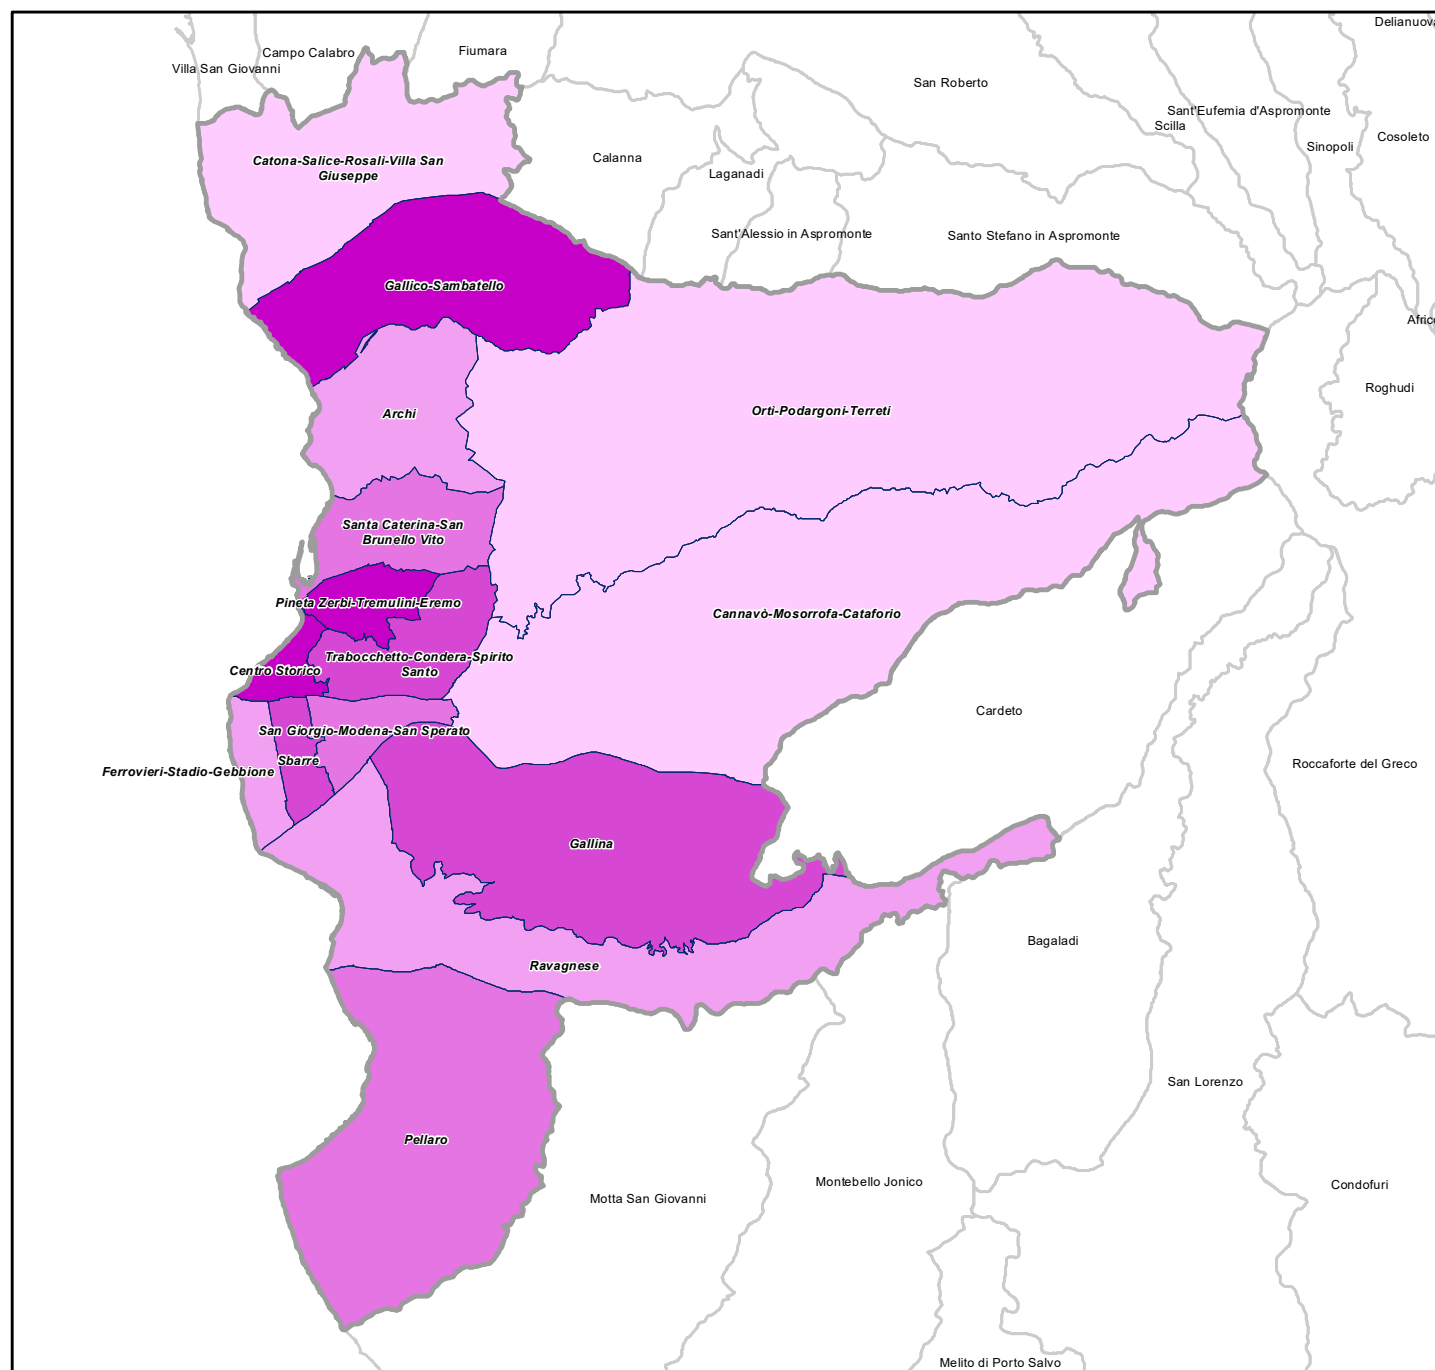 Delianuova
Campo Calabro
Fiumara
Villa San Giovanni
San Roberto
Sant'Eufemia d'Aspromonte
Scilla
Cosoleto
Sinopoli
Calanna
Catona-Salice-Rosali-Villa San
Giuseppe
Laganadi
Sant'Alessio in Aspromonte
Santo Stefano in Aspromonte
Gallico-Sambatello
Africo
Roghudi
Archi
Orti-Podargoni-Terreti
Santa Caterina-San
Brunello Vito
Pineta Zerbi-Tremulini-Eremo
Cannavò-Mosorrofa-Cataforio
Trabocchetto-Condera-Spirito
Santo
Centro Storico
Cardeto
San Giorgio-Modena-San Sperato
Sbarre
Ferrovieri-Stadio-Gebbione
Roccaforte del Greco
Gallina
Bagaladi
Ravagnese
San Lorenzo
Pellaro
Montebello Jonico
Condofuri
Motta San Giovanni
Melito di Porto Salvo